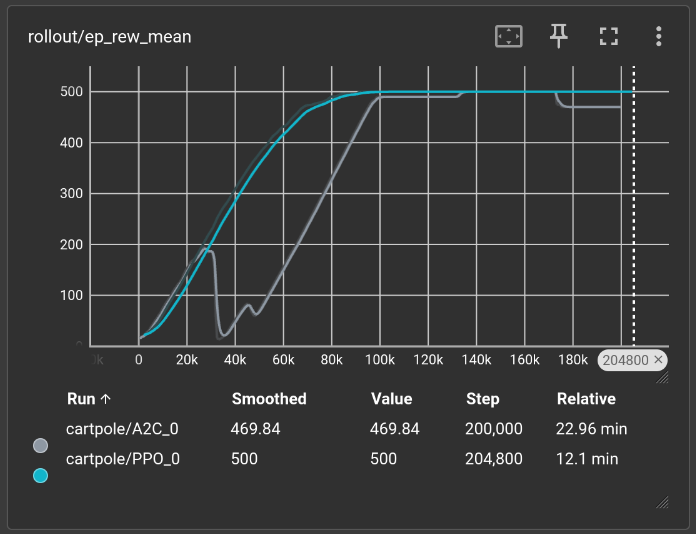 rollout/ep_rew_mean
500
400
300
200
100
0 20k 40k 60k 80k 100k 120k 140k 160k 180k 204800 ✕
Run ↑ Smoothed Value Step Relative
cartpole/A2C_0 469.84 469.84 200,000 22.96 min
cartpole/PPO_0 500 500 204,800 12.1 min